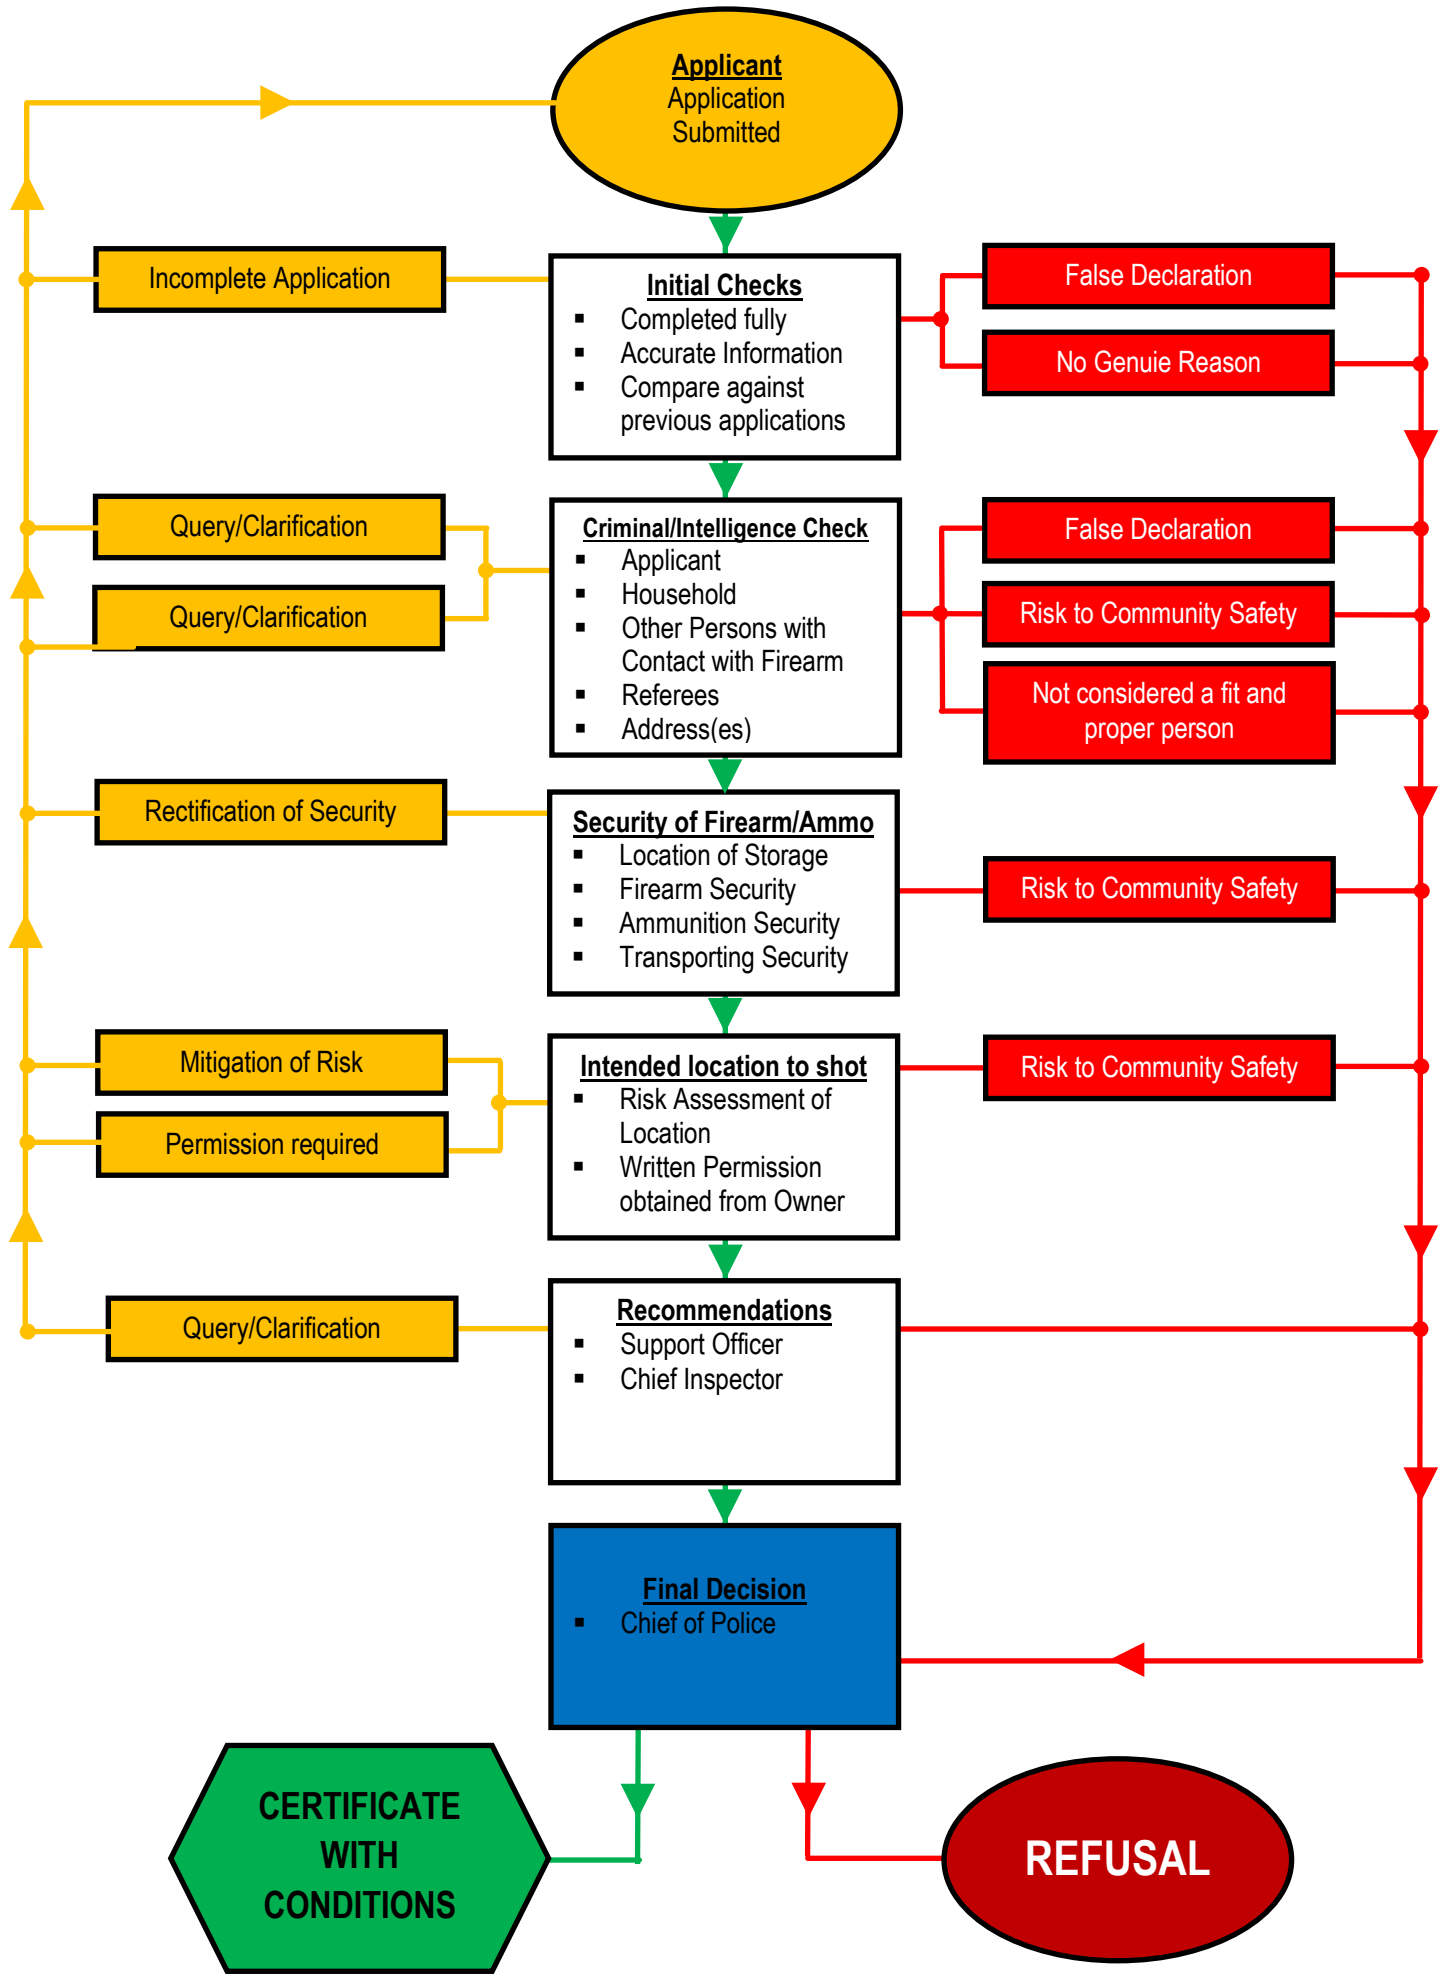 Applicant
Application
Submitted
Incomplete Application
Initial Checks
▪ Completed fully
▪ Accurate Information
▪ Compare against
previous applications
False Declaration
No Genuie Reason
Query/Clarification
Query/Clarification
Criminal/Intelligence Check
▪ Applicant
▪ Household
▪ Other Persons with
Contact with Firearm
▪ Referees
▪ Address(es)
False Declaration
Risk to Community Safety
Not considered a fit and
proper person
Rectification of Security
Security of Firearm/Ammo
▪ Location of Storage
▪ Firearm Security
▪ Ammunition Security
▪ Transporting Security
Risk to Community Safety
Mitigation of Risk
Permission required
Intended location to shot
▪ Risk Assessment of
Location
▪ Written Permission
obtained from Owner
Risk to Community Safety
Query/Clarification
Recommendations
▪ Support Officer
▪ Chief Inspector
Final Decision
▪ Chief of Police
CERTIFICATE
WITH
CONDITIONS
REFUSAL